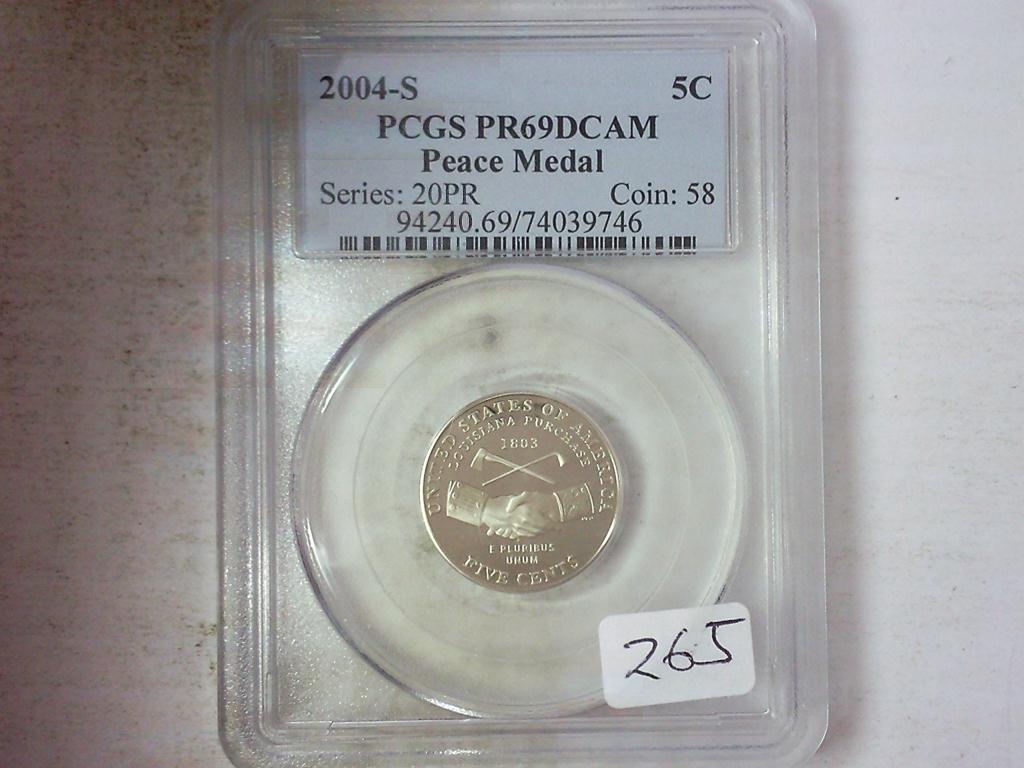 2004-S 5C
PCGS PR69DCAM
Peace Medal
Series: 20PR Coin: 58
94240.69/74039746
UNITED STATES OF AMERICA
LOUISIANA PURCHASE
1803
E PLURIBUS
UNUM
FIVE CENTS
265